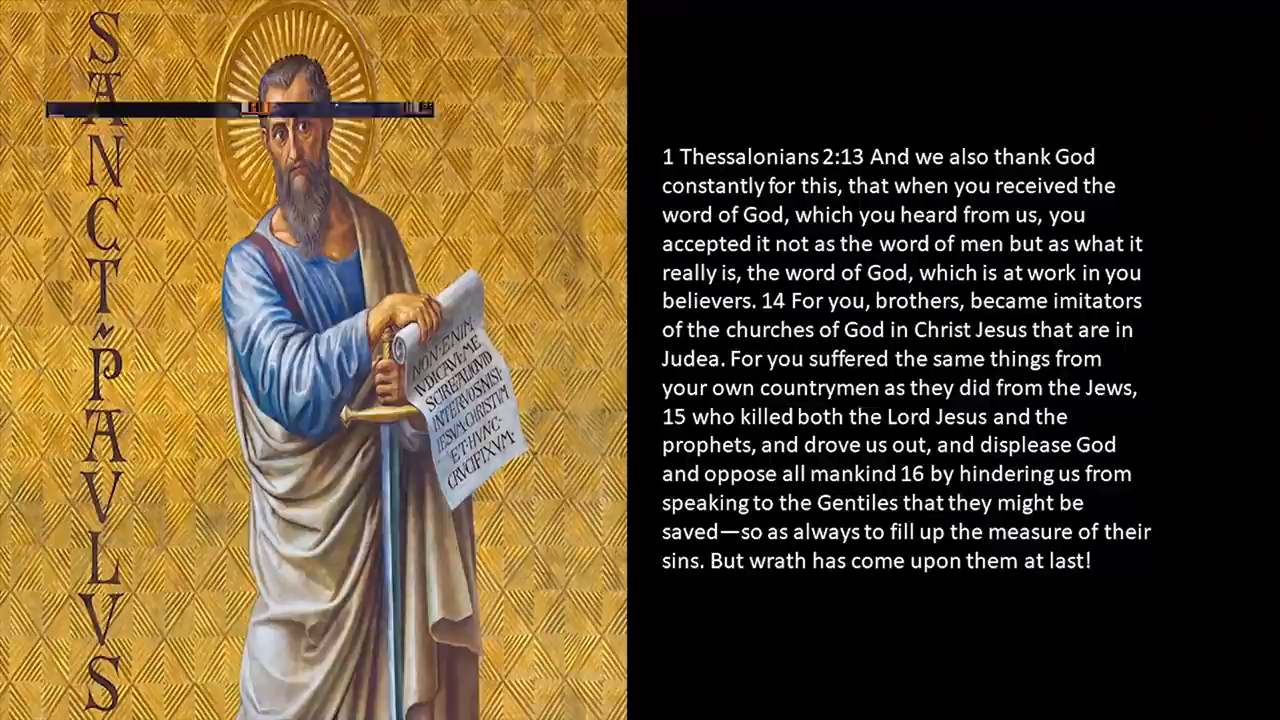 SANCT~PAVLVS
NON·ENIM
IVDICAVI·ME
SCIRE·ALIQVID
INTER·VOS·NISI·
IESVM·CHRISTVM
·ET·HVNC·
CRVCIFIXVM·
1 Thessalonians 2:13 And we also thank God
constantly for this, that when you received the
word of God, which you heard from us, you
accepted it not as the word of men but as what it
really is, the word of God, which is at work in you
believers. 14 For you, brothers, became imitators
of the churches of God in Christ Jesus that are in
Judea. For you suffered the same things from
your own countrymen as they did from the Jews,
15 who killed both the Lord Jesus and the
prophets, and drove us out, and displease God
and oppose all mankind 16 by hindering us from
speaking to the Gentiles that they might be
saved—so as always to fill up the measure of their
sins. But wrath has come upon them at last!